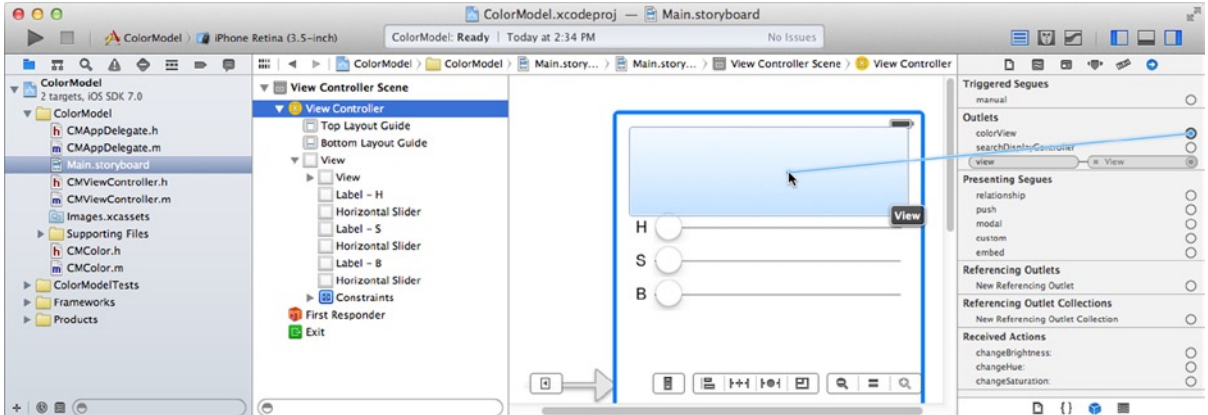 ColorModel.xcodeproj — Main.storyboard
ColorModel 〉 iPhone Retina (3.5-inch)
ColorModel: Ready | Today at 2:34 PM
No Issues
ColorModel 〉 ColorModel 〉 Main.story... 〉 Main.story... 〉 View Controller Scene 〉 View Controller
ColorModel
2 targets, iOS SDK 7.0
ColorModel
h CMAppDelegate.h
m CMAppDelegate.m
Main.storyboard
h CMViewController.h
m CMViewController.m
Images.xcassets
Supporting Files
h CMColor.h
m CMColor.m
ColorModelTests
Frameworks
Products
View Controller Scene
View Controller
Top Layout Guide
Bottom Layout Guide
View
View
Label – H
Horizontal Slider
Label – S
Horizontal Slider
Label – B
Horizontal Slider
Constraints
First Responder
Exit
View
H
S
B
Triggered Segues
manual
Outlets
colorView
searchDisplayController
view
View
Presenting Segues
relationship
push
modal
custom
embed
Referencing Outlets
New Referencing Outlet
Referencing Outlet Collections
New Referencing Outlet Collection
Received Actions
changeBrightness:
changeHue:
changeSaturation: